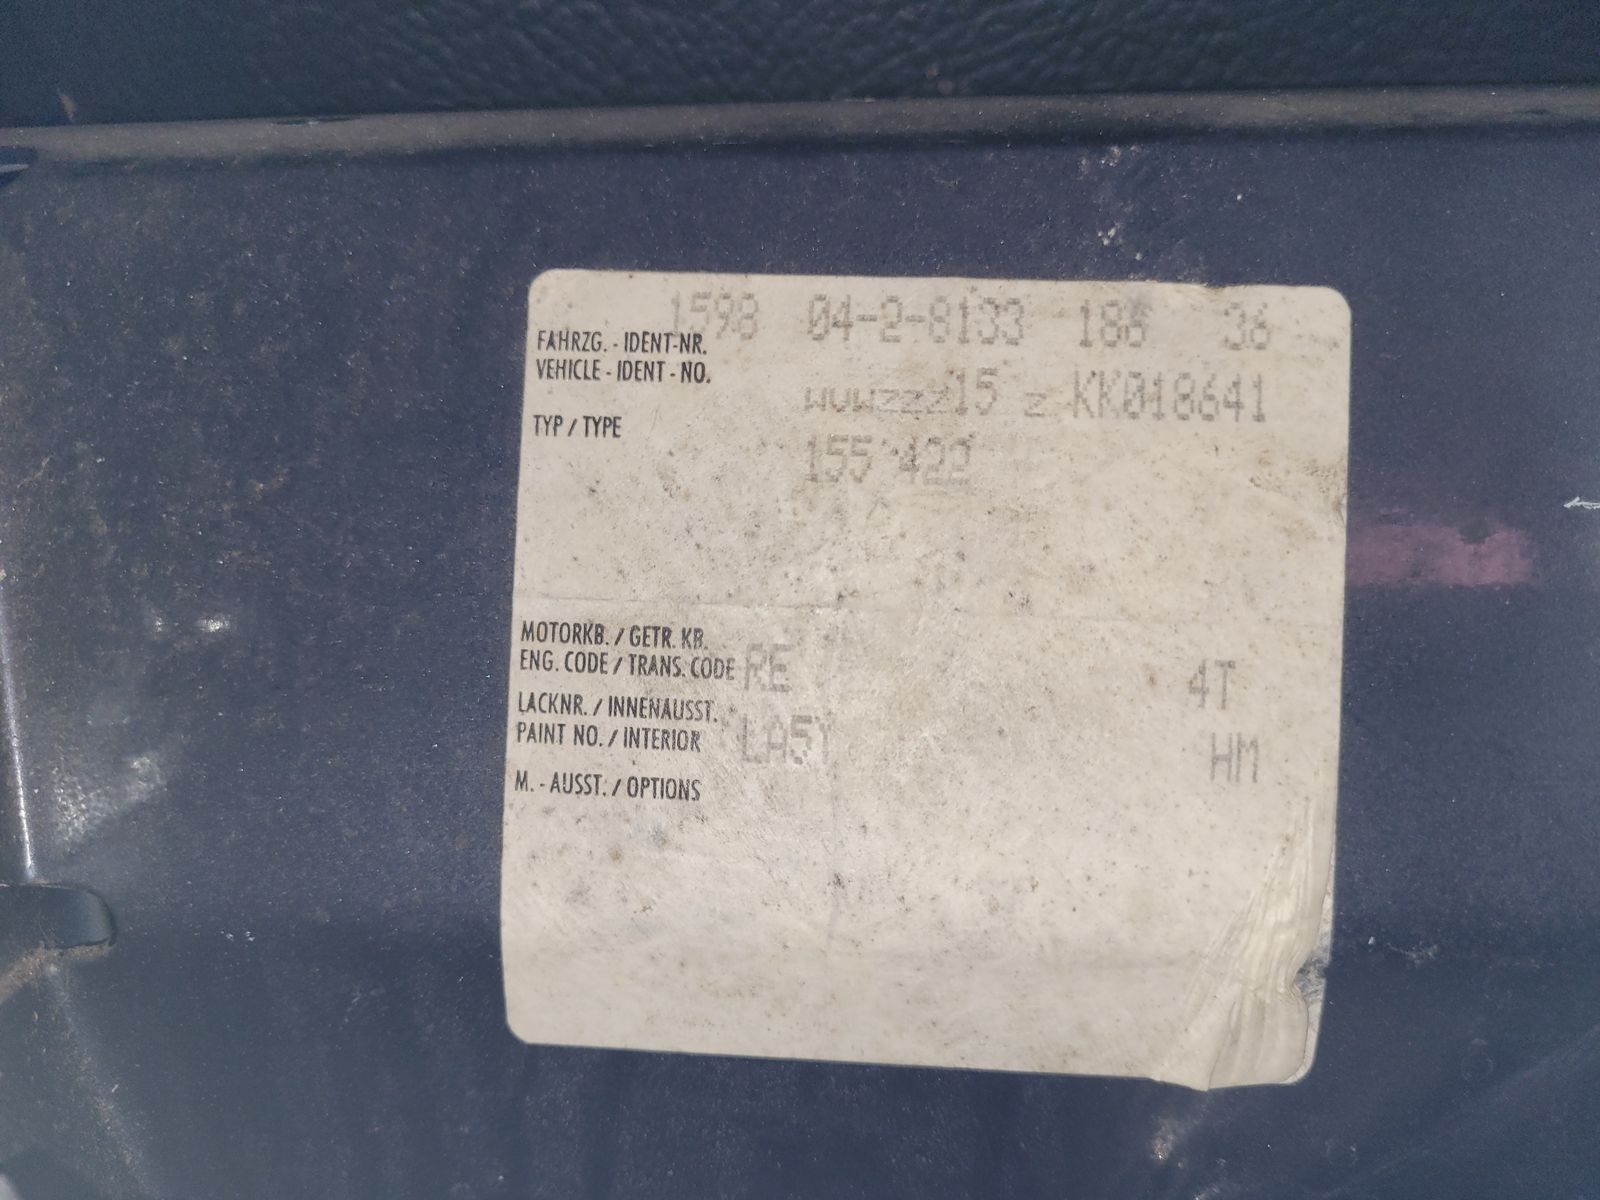 1598 04-2-8133 186 36
FAHRZG. - IDENT-NR.
VEHICLE - IDENT - NO. WVWZZZ15 Z KK018641
TYP / TYPE 155 422
MOTORKB. / GETR. KB.
ENG. CODE / TRANS. CODE RE 4T
LACKNR. / INNENAUSST.
PAINT NO. / INTERIOR LA5Y HM
M. - AUSST. / OPTIONS